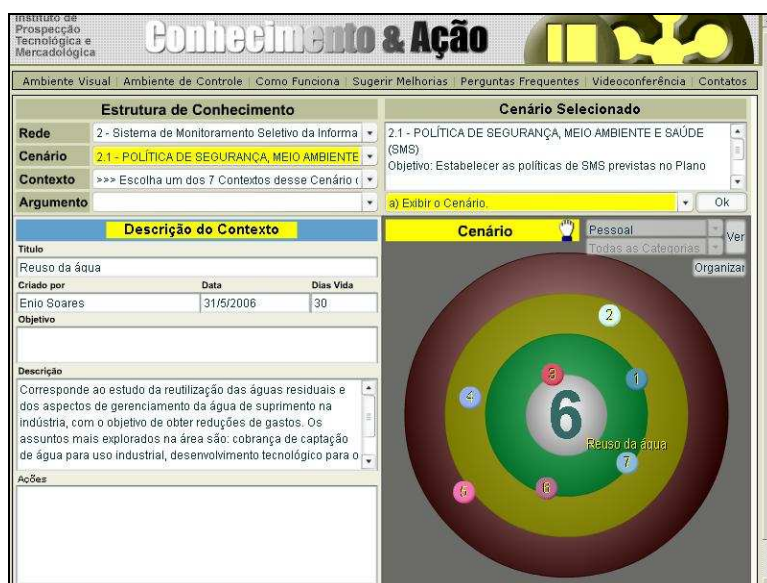 Instituto de
Prospecção
Tecnológica e
Mercadológica
Conhecimento & Ação
Ambiente Visual | Ambiente de Controle | Como Funciona | Sugerir Melhorias | Perguntas Frequentes | Videoconferência | Contatos
Estrutura de Conhecimento
Rede
2 - Sistema de Monitoramento Seletivo da Informa
Cenário
2.1 - POLÍTICA DE SEGURANÇA, MEIO AMBIENTE
Contexto
>>> Escolha um dos 7 Contextos desse Cenário (
Argumento
Cenário Selecionado
2.1 - POLÍTICA DE SEGURANÇA, MEIO AMBIENTE E SAÚDE
(SMS)
Objetivo: Estabelecer as políticas de SMS previstas no Plano
a) Exibir o Cenário.
Ok
Descrição do Contexto
Título
Reuso da água
Criado por Data Dias Vida
Enio Soares 31/5/2006 30
Objetivo
Descrição
Corresponde ao estudo da reutilização das águas residuais e
dos aspectos de gerenciamento da água de suprimento na
indústria, com o objetivo de obter reduções de gastos. Os
assuntos mais explorados na área são: cobrança de captação
de água para uso industrial, desenvolvimento tecnológico para o
Ações
Cenário
Pessoal
Todas as Categorias
Ver
Organizar
2
3
1
4
6
Reuso da água
7
5
6